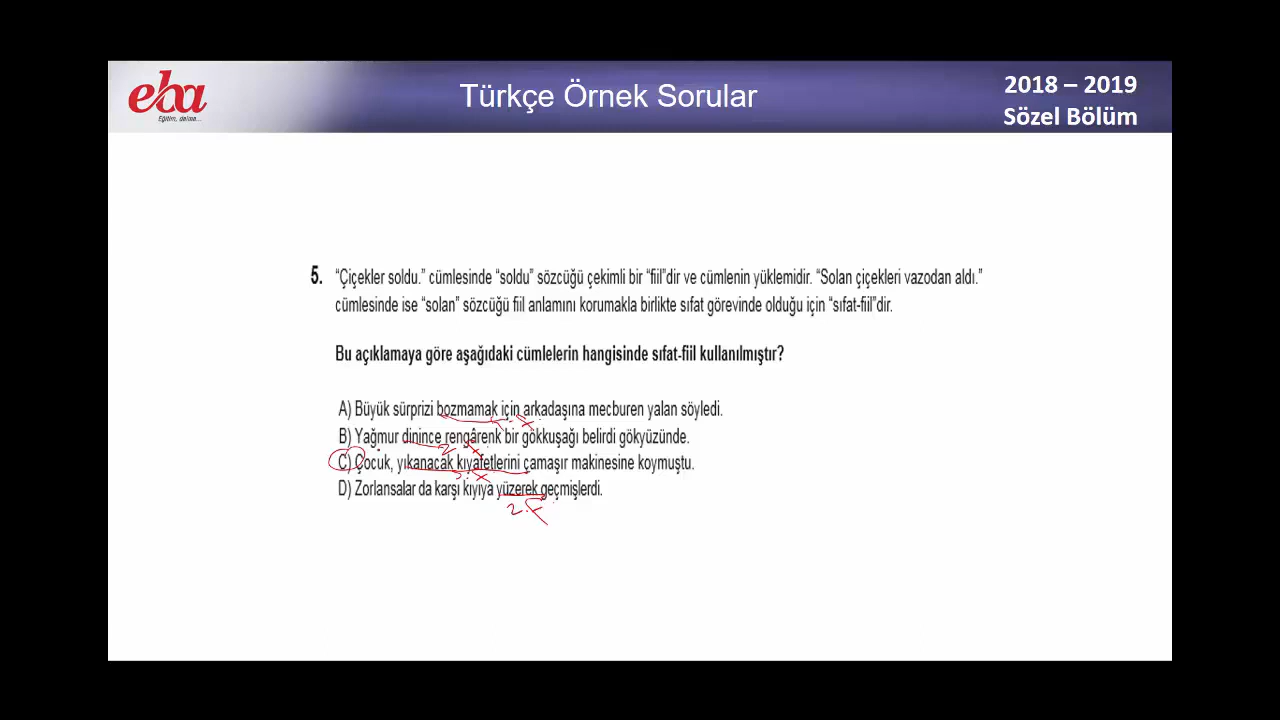 eba
Eğitim, daima...
Türkçe Örnek Sorular
2018 – 2019
Sözel Bölüm
5. “Çiçekler soldu.” cümlesinde “soldu” sözcüğü çekimli bir “fiil”dir ve cümlenin yüklemidir. “Solan çiçekleri vazodan aldı.”
cümlesinde ise “solan” sözcüğü fiil anlamını korumakla birlikte sıfat görevinde olduğu için “sıfat-fiil”dir.
Bu açıklamaya göre aşağıdaki cümlelerin hangisinde sıfat-fiil kullanılmıştır?
A) Büyük sürprizi bozmamak için arkadaşına mecburen yalan söyledi.
B) Yağmur dinince rengârenk bir gökkuşağı belirdi gökyüzünde.
C) Çocuk, yıkanacak kıyafetlerini çamaşır makinesine koymuştu.
D) Zorlansalar da karşı kıyıya yüzerek geçmişlerdi.